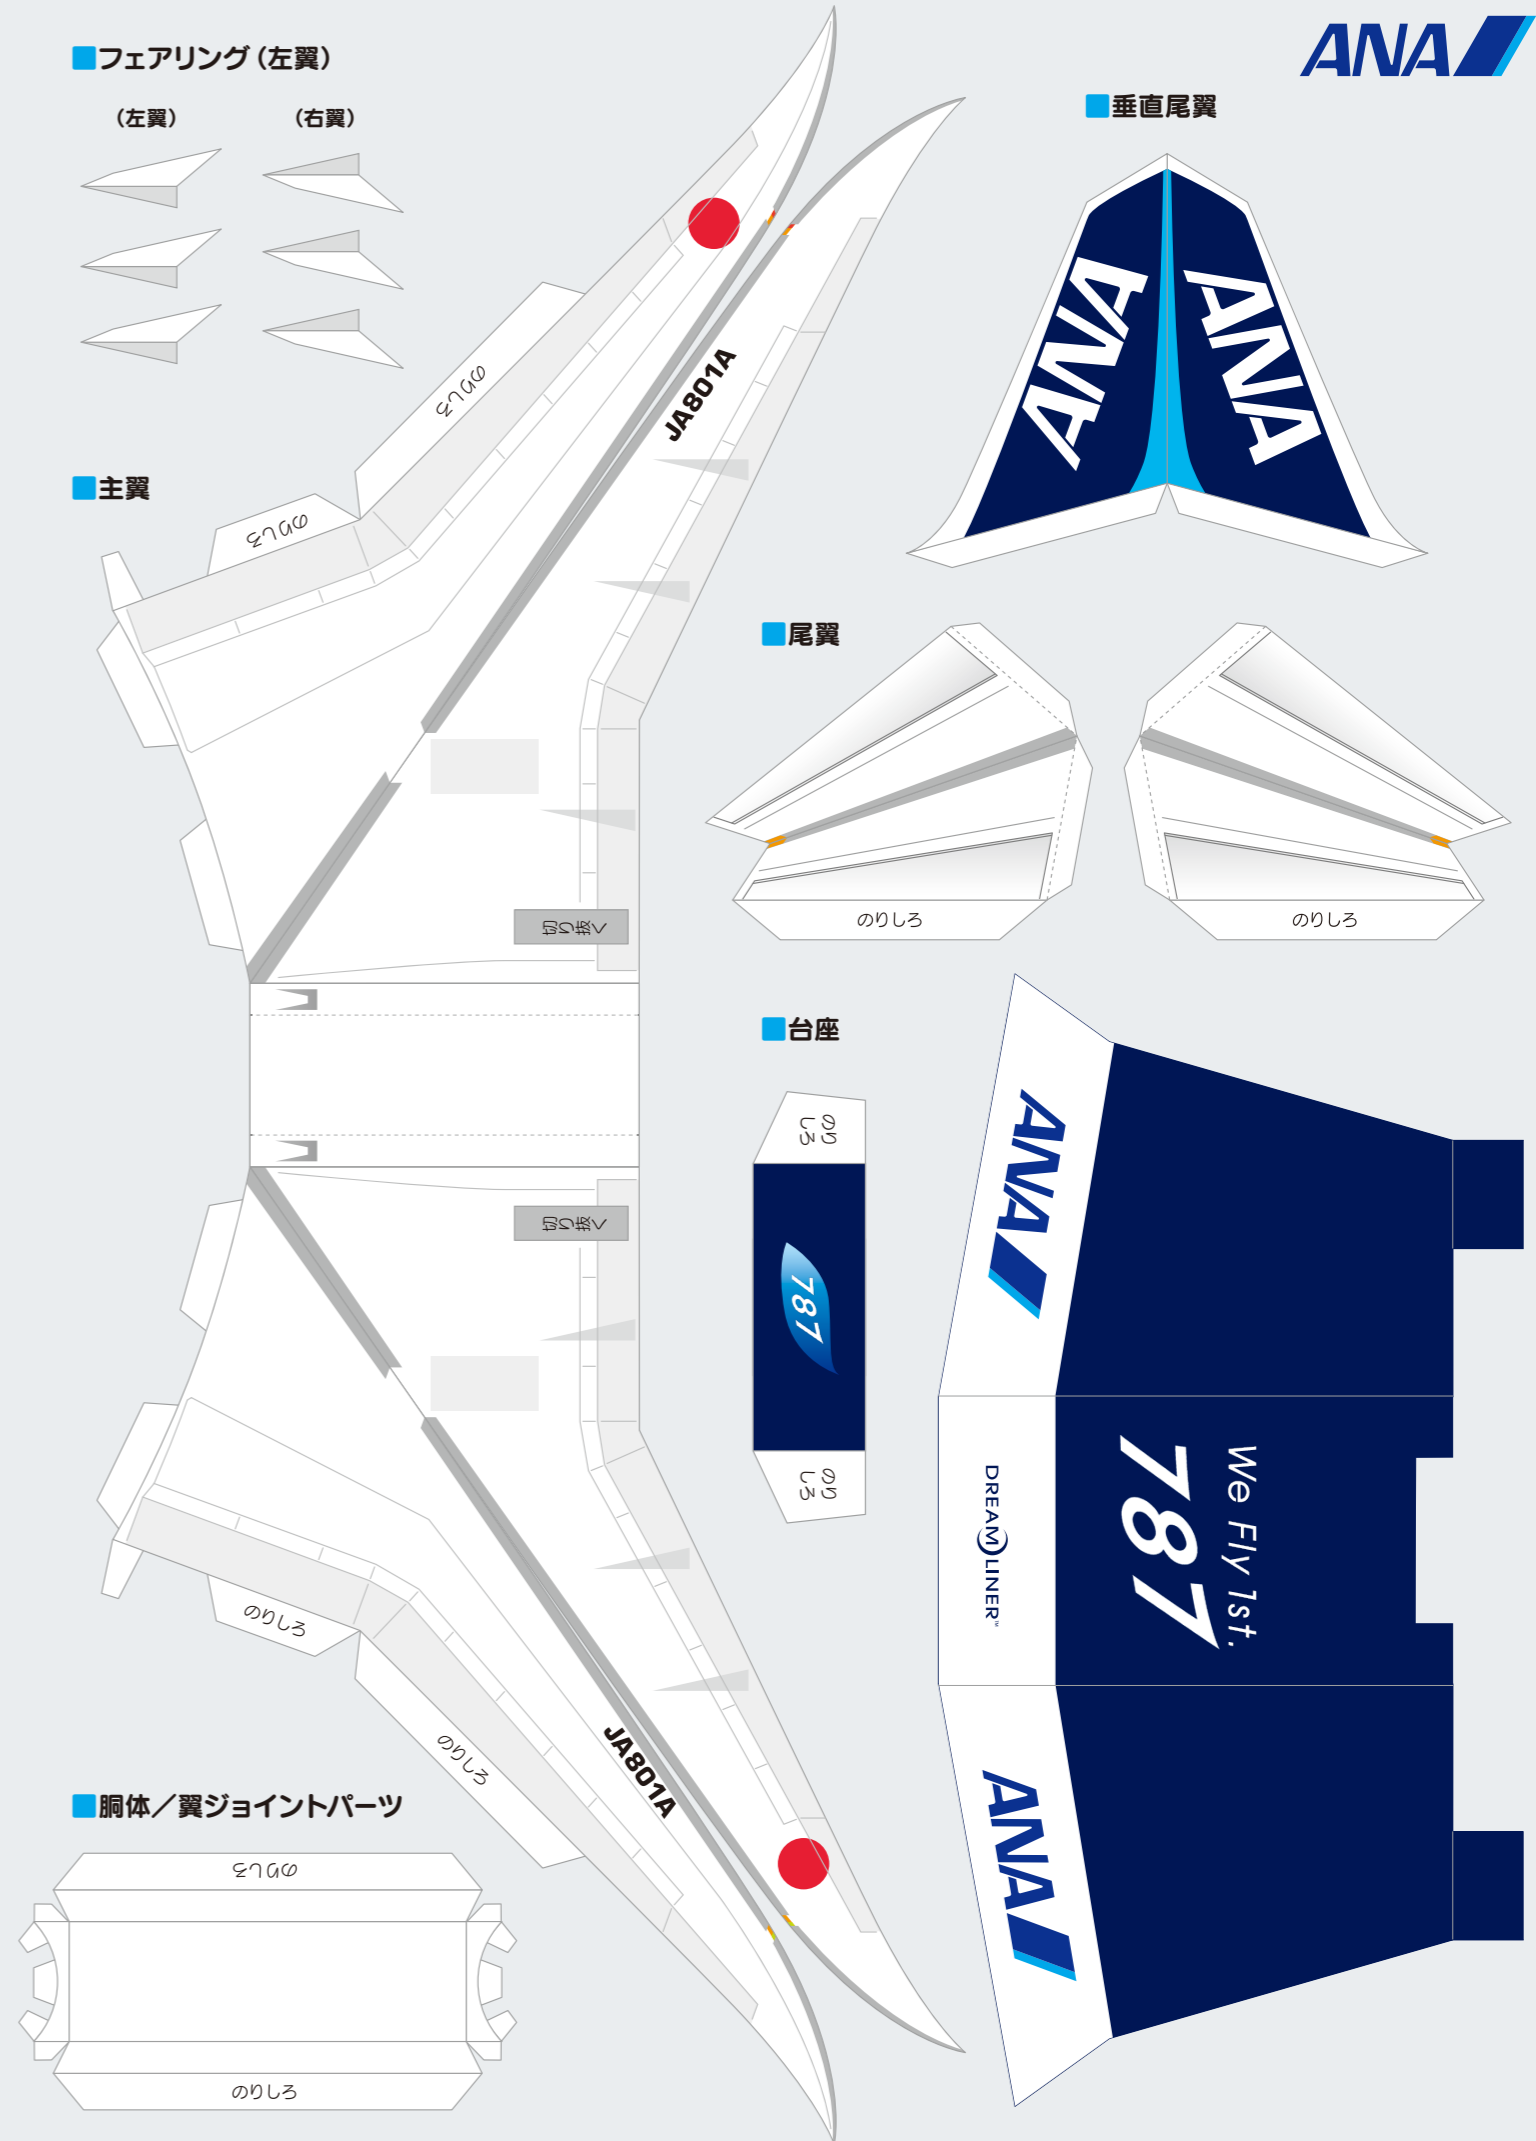 ■フェアリング（左翼）
（左翼）
（右翼）
ANA
■垂直尾翼
ANA
ANA
のりしろ
JA801A
■主翼
のりしろ
■尾翼
のりしろ
のりしろ
切り抜く
■台座
のり
しろ
787
のり
しろ
ANA
切り抜く
We Fly 1st.
787
DREAMLINER™
のりしろ
のりしろ
JA801A
ANA
■胴体／翼ジョイントパーツ
のりしろ
のりしろ